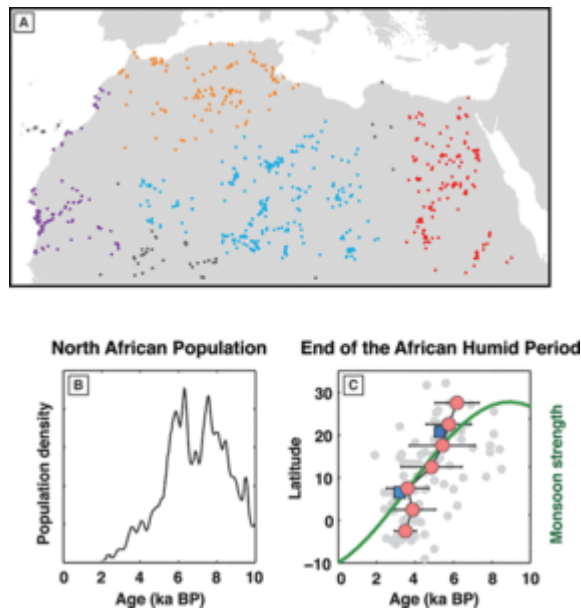 A
North African Population
End of the African Humid Period
B
Population density
0 2 4 6 8 10
Age (ka BP)
C
Latitude
30
20
10
0
-10
0 2 4 6 8 10
Age (ka BP)
Monsoon strength